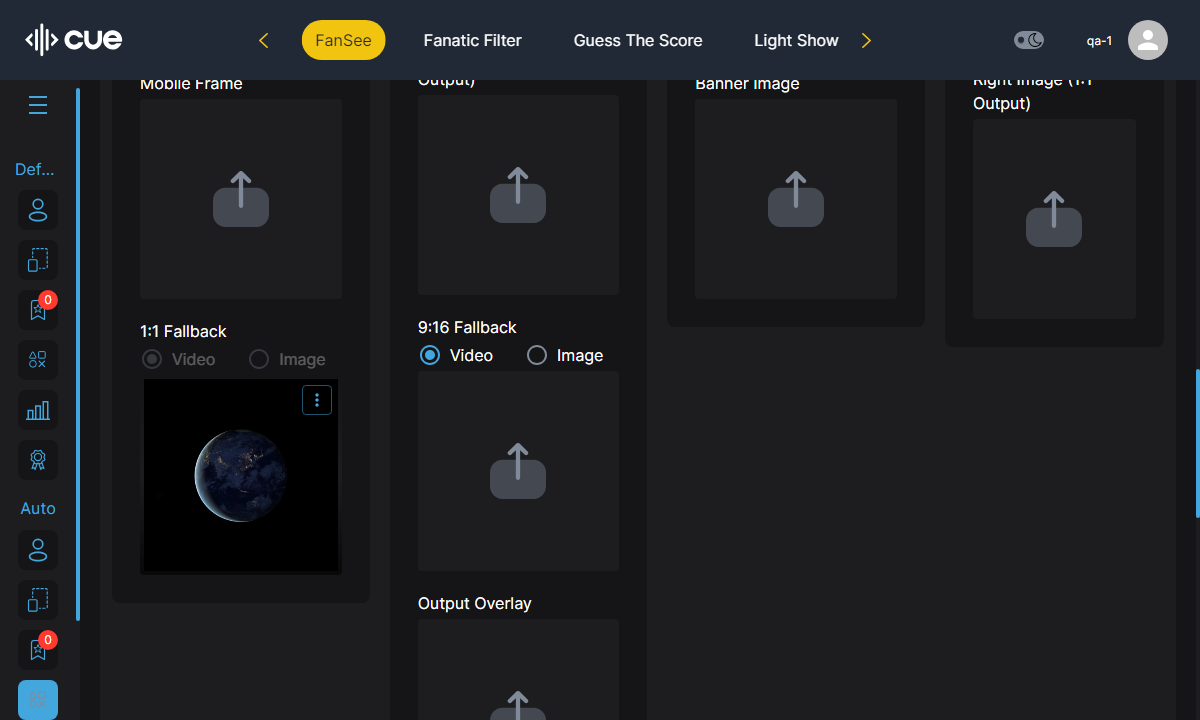 cue
FanSee
Fanatic Filter
Guess The Score
Light Show
qa-1
Def...
0
Auto
0
Mobile Frame
1:1 Fallback
Video
Image
Output)
9:16 Fallback
Video
Image
Output Overlay
Banner Image
Right Image (1:1
Output)